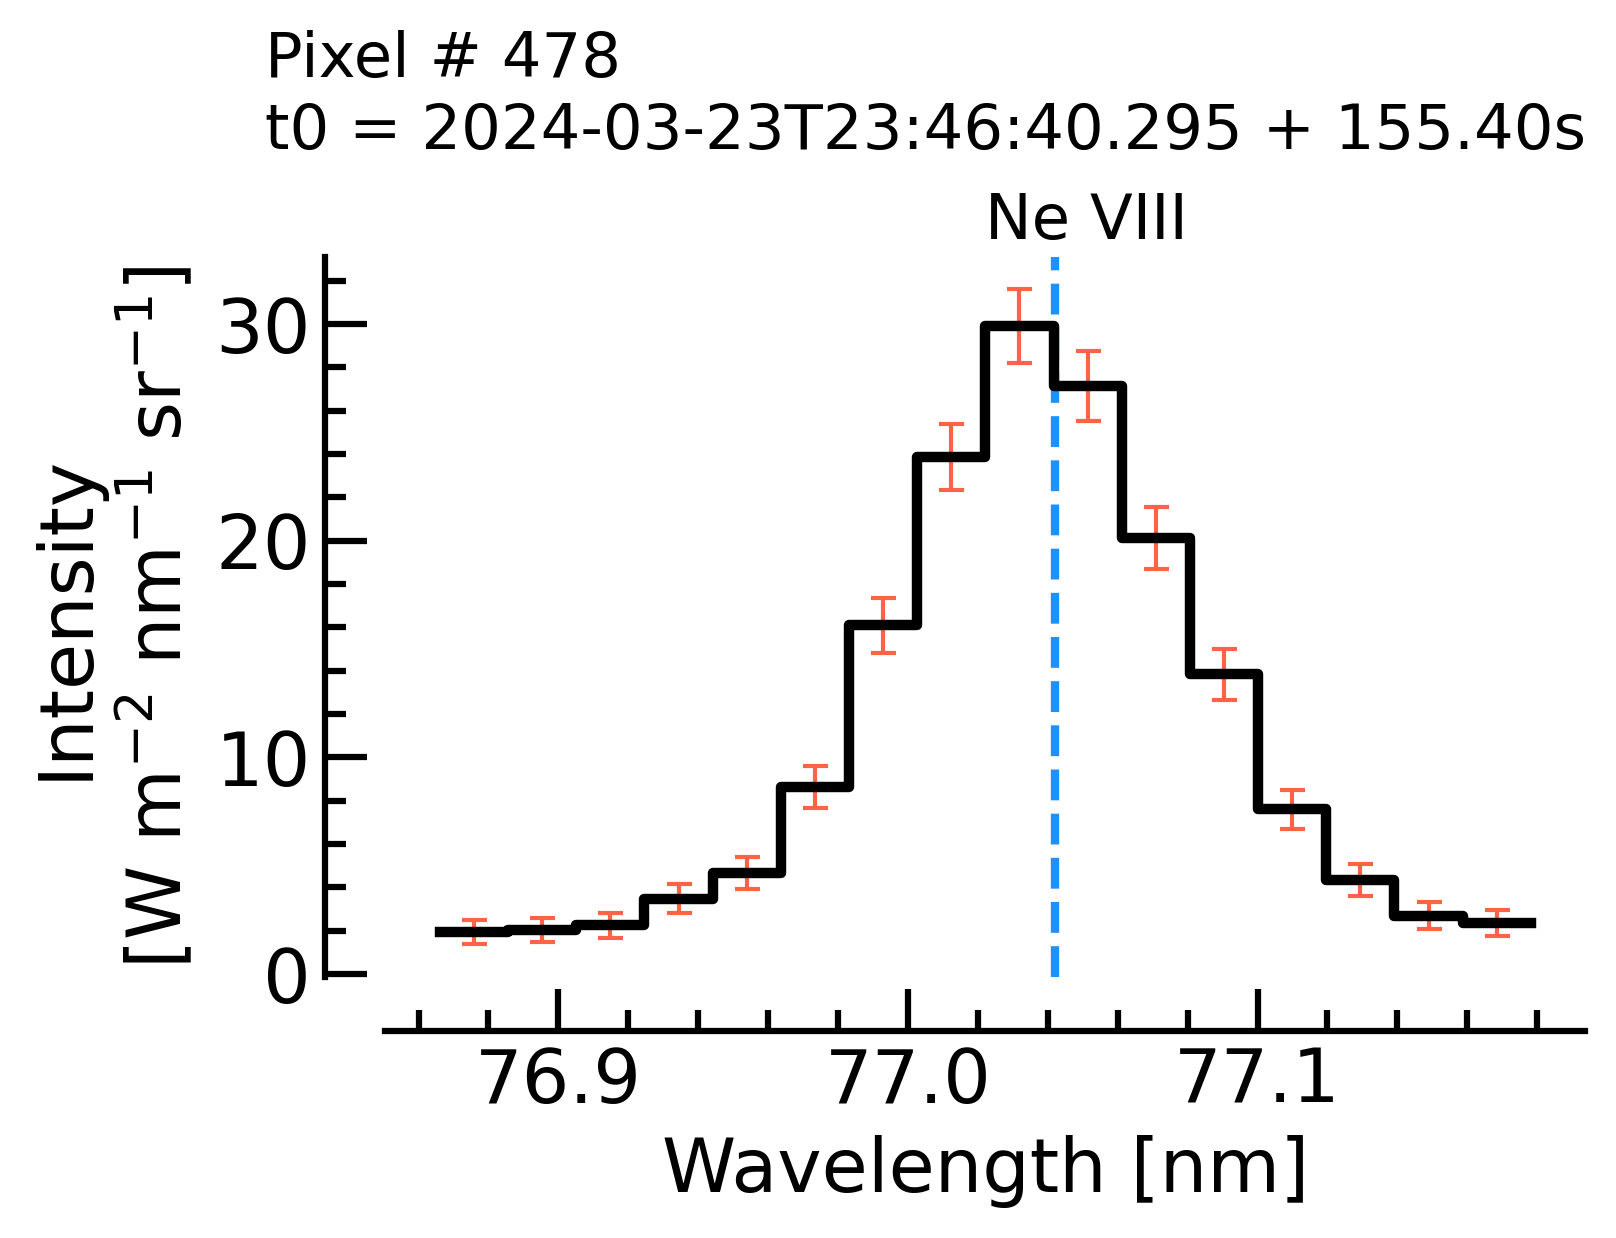 Pixel # 478
t0 = 2024-03-23T23:46:40.295 + 155.40s
Ne VIII
Intensity
[W m⁻² nm⁻¹ sr⁻¹]
30
20
10
0
76.9 77.0 77.1
Wavelength [nm]